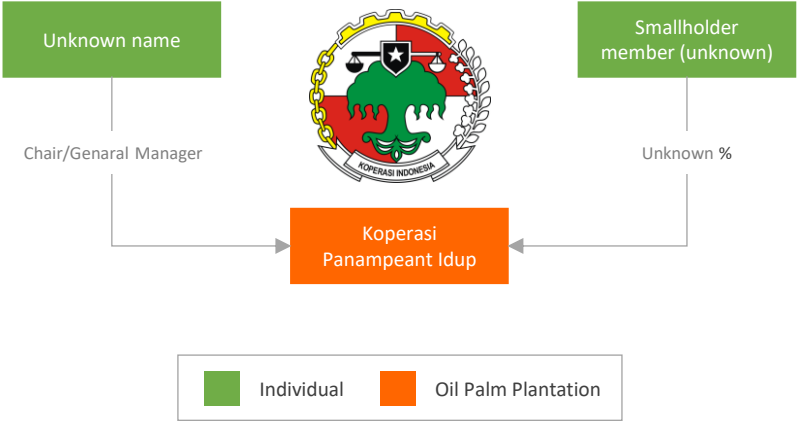 Unknown name
Smallholder
member (unknown)
KOPERASI INDONESIA
Chair/Genaral Manager
Unknown %
Koperasi
Panampeant Idup
Individual
Oil Palm Plantation